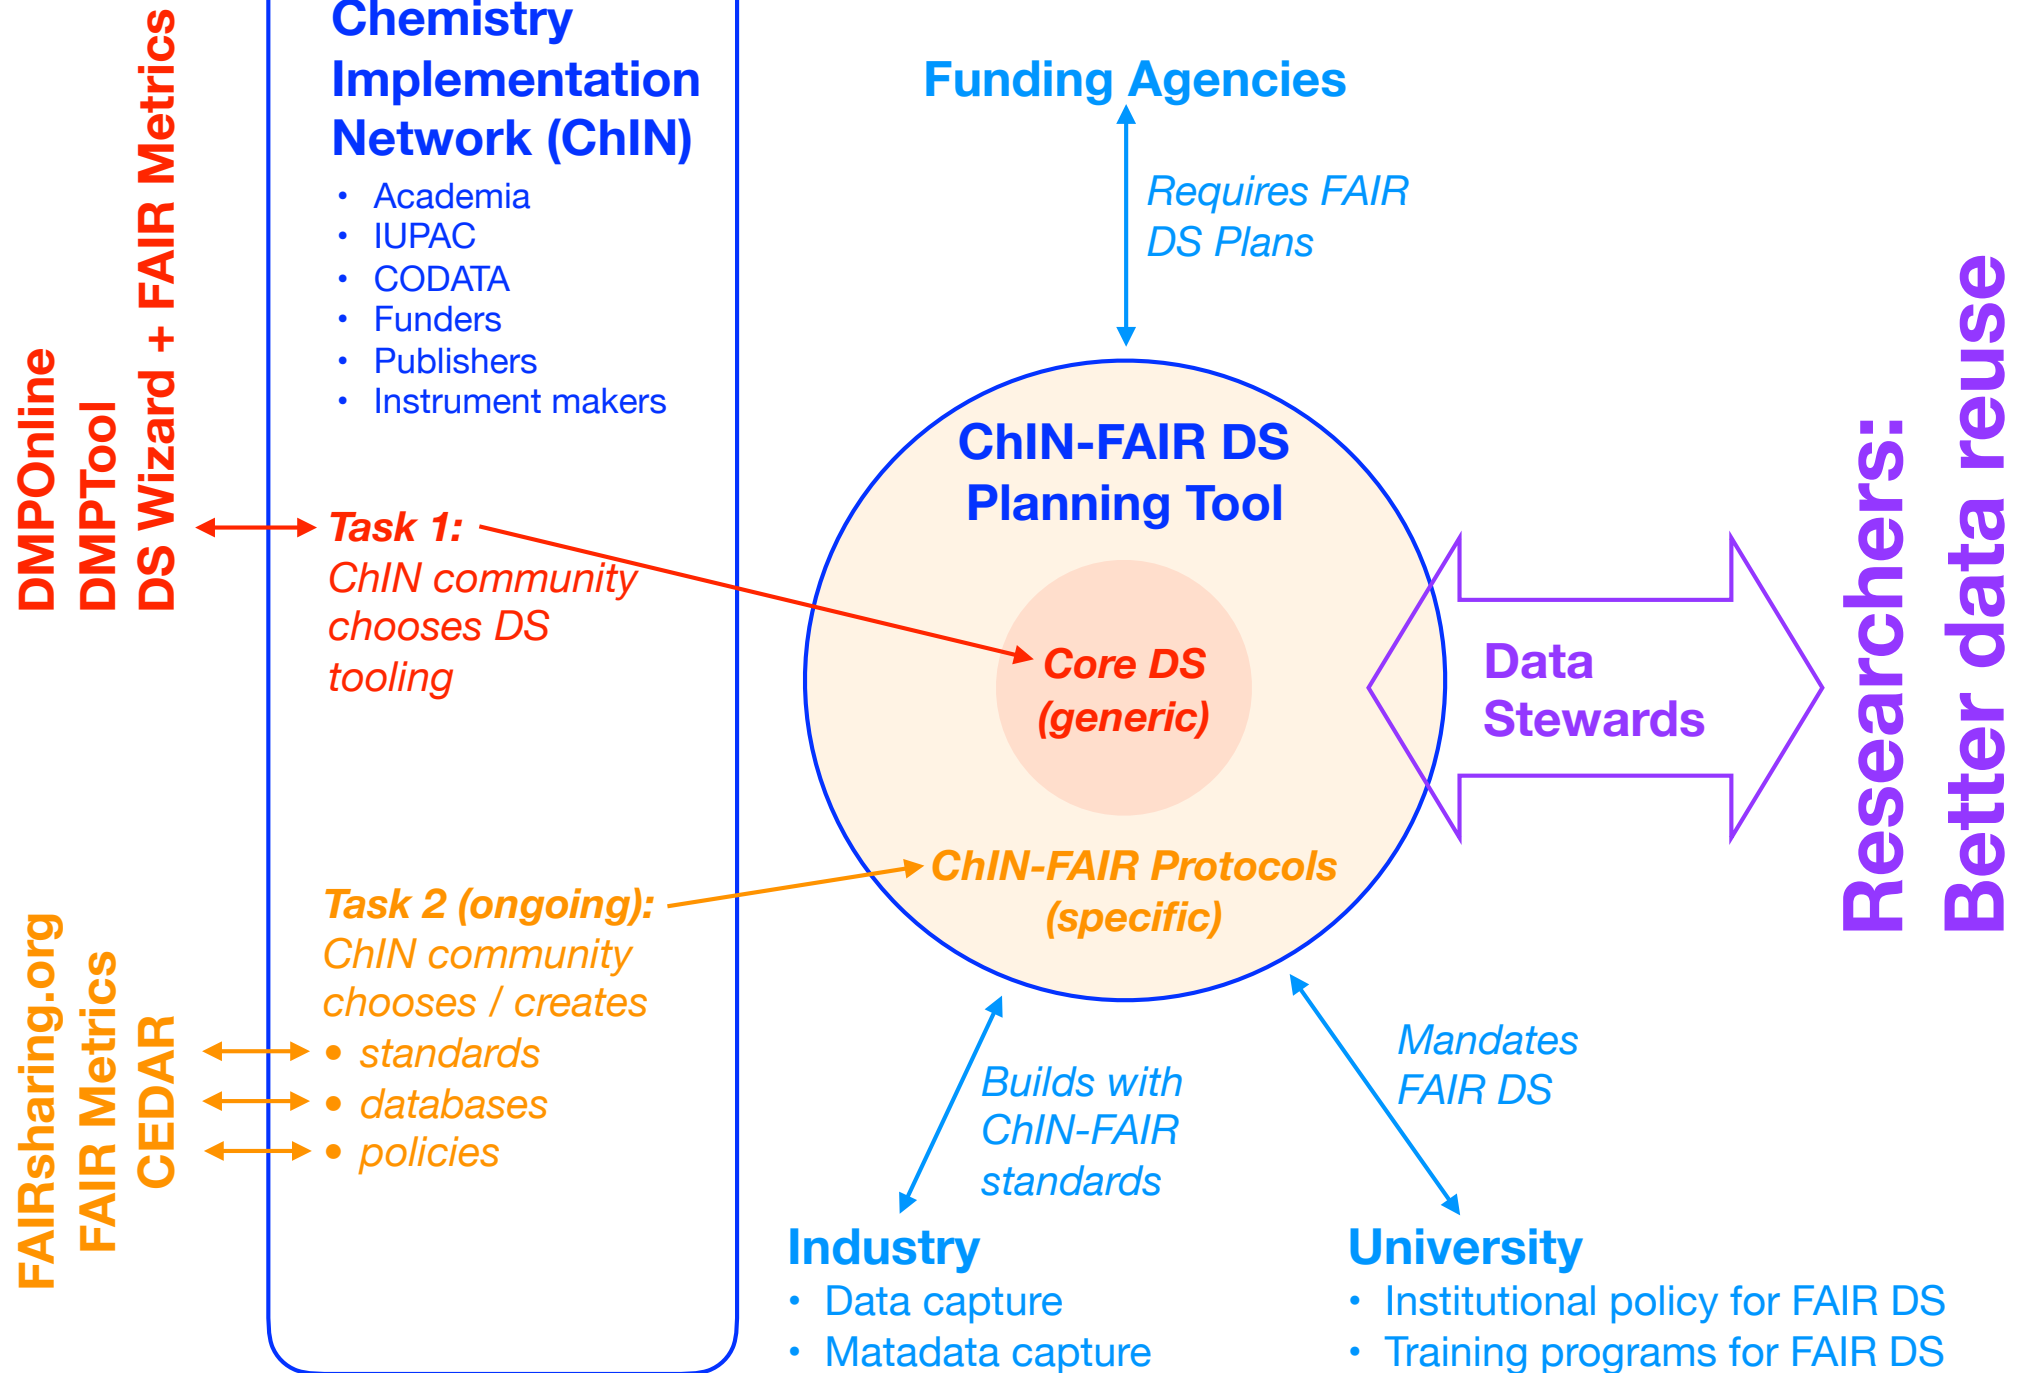 DMPOnline
DMPTool
DS Wizard + FAIR Metrics
FAIRsharing.org
FAIR Metrics
CEDAR
Chemistry
Implementation
Network (ChIN)
• Academia
• IUPAC
• CODATA
• Funders
• Publishers
• Instrument makers
Task 1:
ChIN community
chooses DS
tooling
Task 2 (ongoing):
ChIN community
chooses / creates
• standards
• databases
• policies
Funding Agencies
Requires FAIR
DS Plans
ChIN-FAIR DS
Planning Tool
Core DS
(generic)
ChIN-FAIR Protocols
(specific)
Data
Stewards
Researchers:
Better data reuse
Builds with
ChIN-FAIR
standards
Mandates
FAIR DS
Industry
• Data capture
• Matadata capture
University
• Institutional policy for FAIR DS
• Training programs for FAIR DS